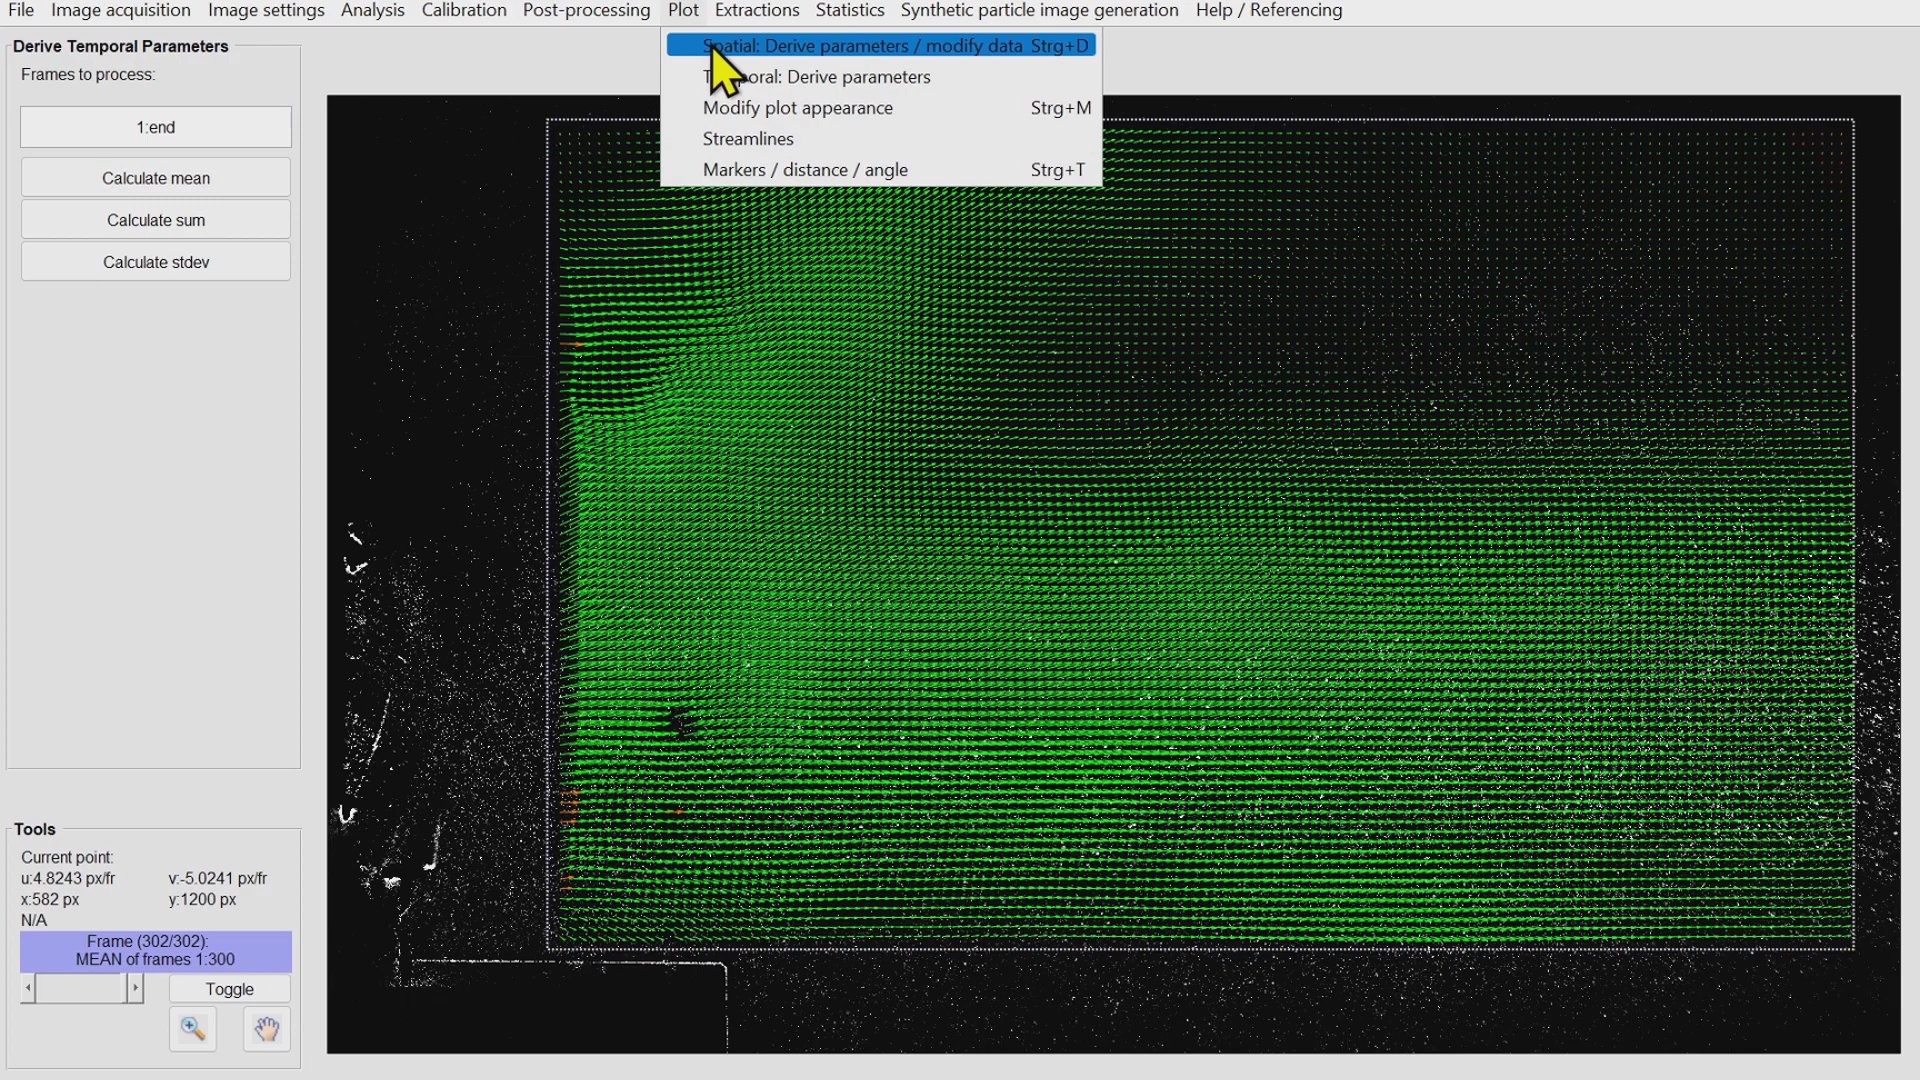 File Image acquisition Image settings Analysis Calibration Post-processing Plot Extractions Statistics Synthetic particle image generation Help / Referencing
Spatial: Derive parameters / modify data Strg+D
Temporal: Derive parameters
Modify plot appearance Strg+M
Streamlines
Markers / distance / angle Strg+T
Derive Temporal Parameters
Frames to process:
1:end
Calculate mean
Calculate sum
Calculate stdev
Tools
Current point:
u:4.8243 px/fr v:-5.0241 px/fr
x:582 px y:1200 px
N/A
Frame (302/302):
MEAN of frames 1:300
Toggle